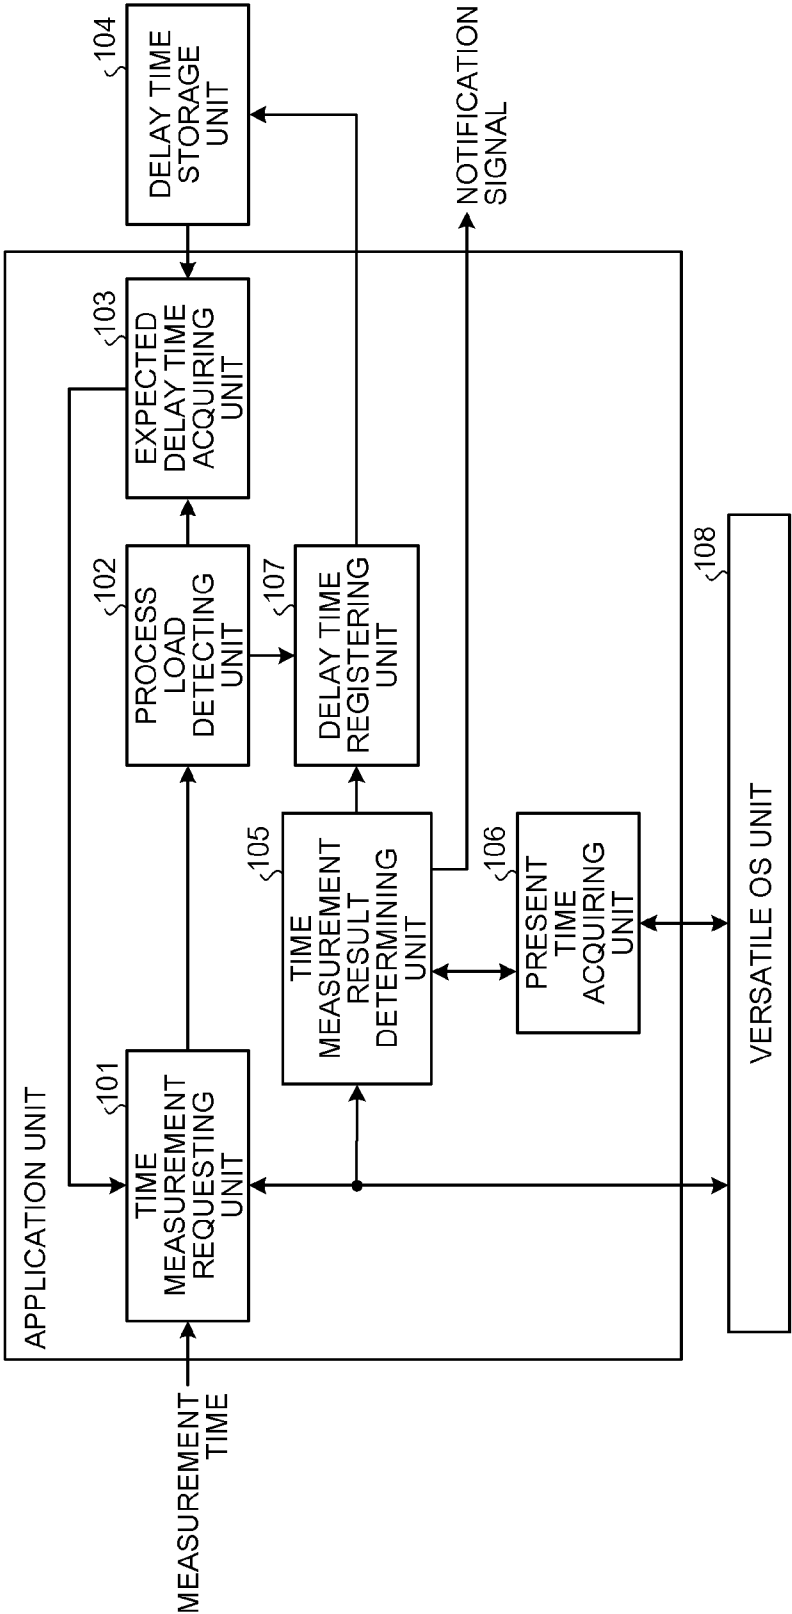 APPLICATION UNIT
MEASUREMENT
TIME
101
TIME
MEASUREMENT
REQUESTING
UNIT
102
PROCESS
LOAD
DETECTING
UNIT
103
EXPECTED
DELAY TIME
ACQUIRING
UNIT
104
DELAY TIME
STORAGE
UNIT
105
TIME
MEASUREMENT
RESULT
DETERMINING
UNIT
107
DELAY TIME
REGISTERING
UNIT
106
PRESENT
TIME
ACQUIRING
UNIT
NOTIFICATION
SIGNAL
108
VERSATILE OS UNIT